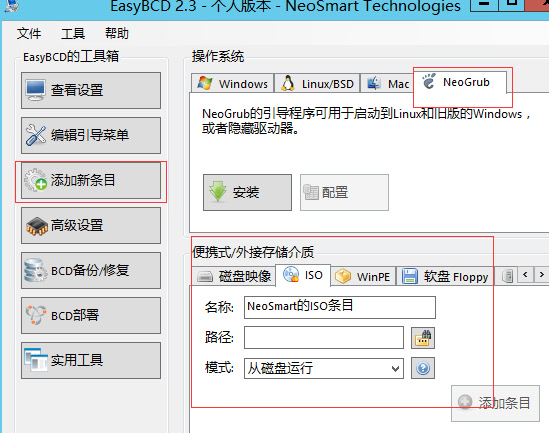 EasyBCD 2.3 - 个人版本 - NeoSmart Technologies
文件 工具 帮助
EasyBCD的工具箱
查看设置
编辑引导菜单
添加新条目
高级设置
BCD备份/修复
BCD部署
实用工具
操作系统
Windows Linux/BSD Mac NeoGrub
NeoGrub的引导程序可用于启动到Linux和旧版的Windows，
或者隐藏驱动器。
安装 配置
便携式/外接存储介质
磁盘映像 ISO WinPE 软盘 Floppy
名称: NeoSmart的ISO条目
路径:
模式: 从磁盘运行
添加条目